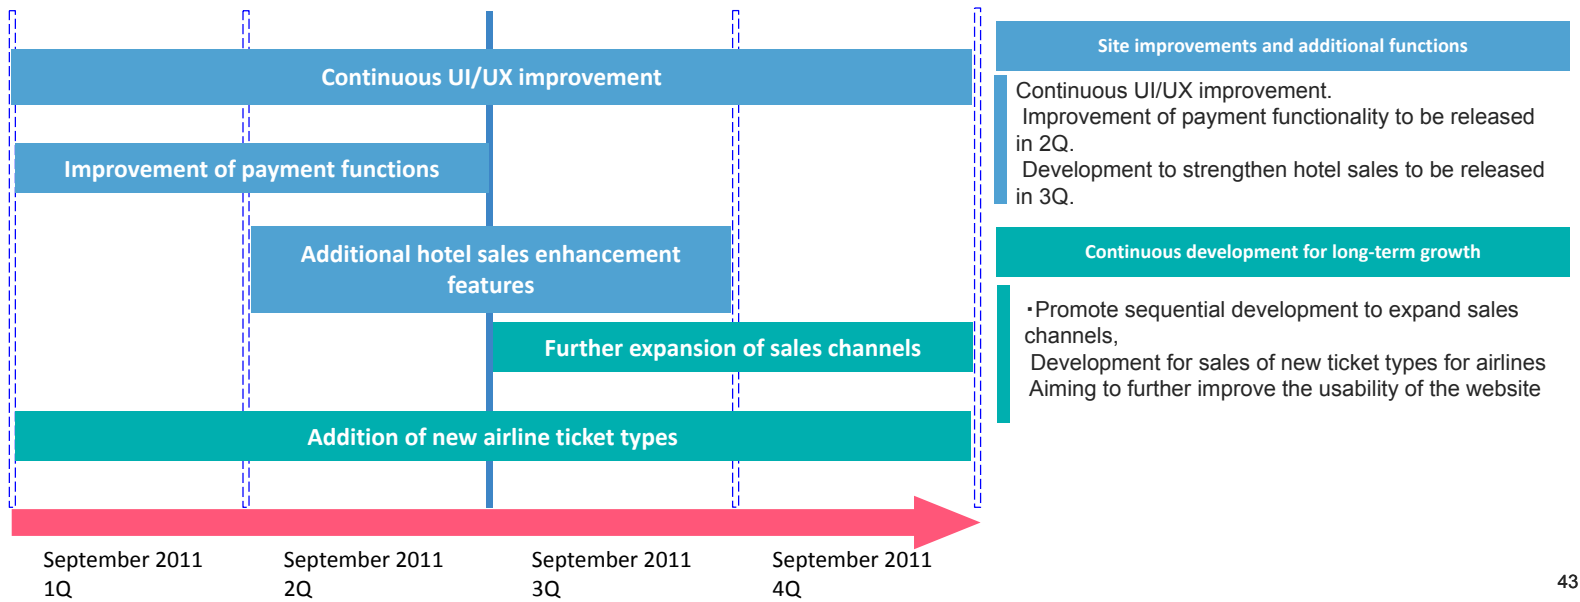 Continuous UI/UX improvement
Improvement of payment functions
Additional hotel sales enhancement
features
Further expansion of sales channels
Addition of new airline ticket types
September 2011
1Q
September 2011
2Q
September 2011
3Q
September 2011
4Q
Site improvements and additional functions
Continuous UI/UX improvement.
Improvement of payment functionality to be released
in 2Q.
Development to strengthen hotel sales to be released
in 3Q.
Continuous development for long-term growth
・Promote sequential development to expand sales
channels,
Development for sales of new ticket types for airlines
Aiming to further improve the usability of the website
43